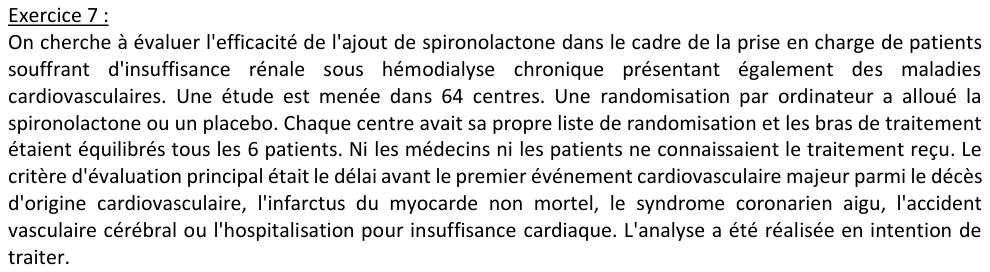 Exercice 7 :
On cherche à évaluer l'efficacité de l'ajout de spironolactone dans le cadre de la prise en charge de patients
souffrant d'insuffisance rénale sous hémodialyse chronique présentant également des maladies
cardiovasculaires. Une étude est menée dans 64 centres. Une randomisation par ordinateur a alloué la
spironolactone ou un placebo. Chaque centre avait sa propre liste de randomisation et les bras de traitement
étaient équilibrés tous les 6 patients. Ni les médecins ni les patients ne connaissaient le traitement reçu. Le
critère d'évaluation principal était le délai avant le premier événement cardiovasculaire majeur parmi le décès
d'origine cardiovasculaire, l'infarctus du myocarde non mortel, le syndrome coronarien aigu, l'accident
vasculaire cérébral ou l'hospitalisation pour insuffisance cardiaque. L'analyse a été réalisée en intention de
traiter.